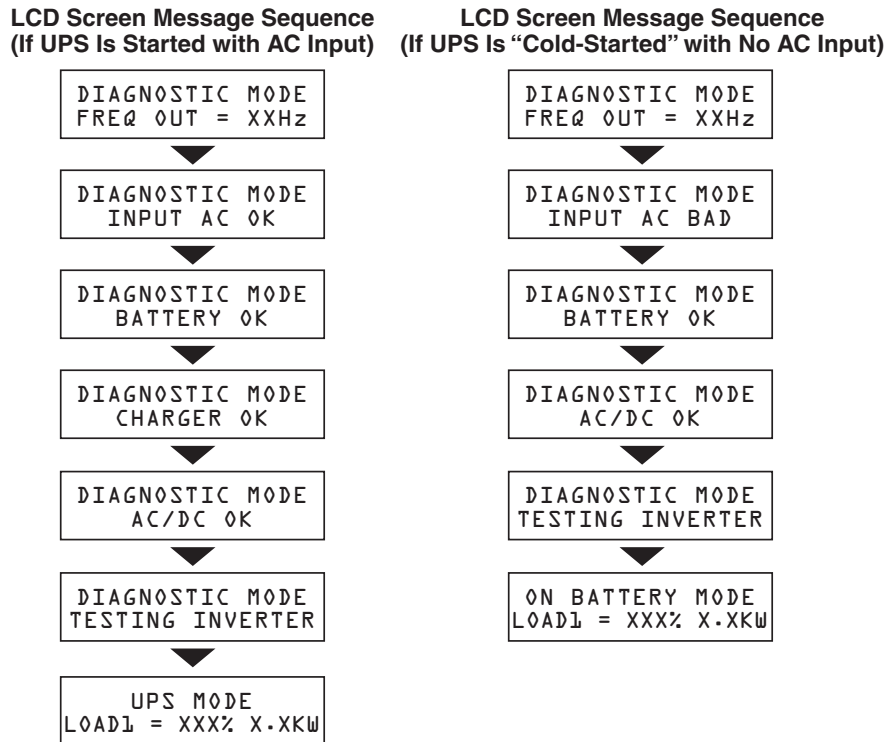 LCD Screen Message Sequence
(If UPS Is Started with AC Input)
DIAGNOSTIC MODE
FREQ OUT = XXHz
DIAGNOSTIC MODE
INPUT AC OK
DIAGNOSTIC MODE
BATTERY OK
DIAGNOSTIC MODE
CHARGER OK
DIAGNOSTIC MODE
AC/DC OK
DIAGNOSTIC MODE
TESTING INVERTER
UPS MODE
LOAD1 = XXX% X.XKW
LCD Screen Message Sequence
(If UPS Is “Cold-Started” with No AC Input)
DIAGNOSTIC MODE
FREQ OUT = XXHz
DIAGNOSTIC MODE
INPUT AC BAD
DIAGNOSTIC MODE
BATTERY OK
DIAGNOSTIC MODE
AC/DC OK
DIAGNOSTIC MODE
TESTING INVERTER
ON BATTERY MODE
LOAD1 = XXX% X.XKW